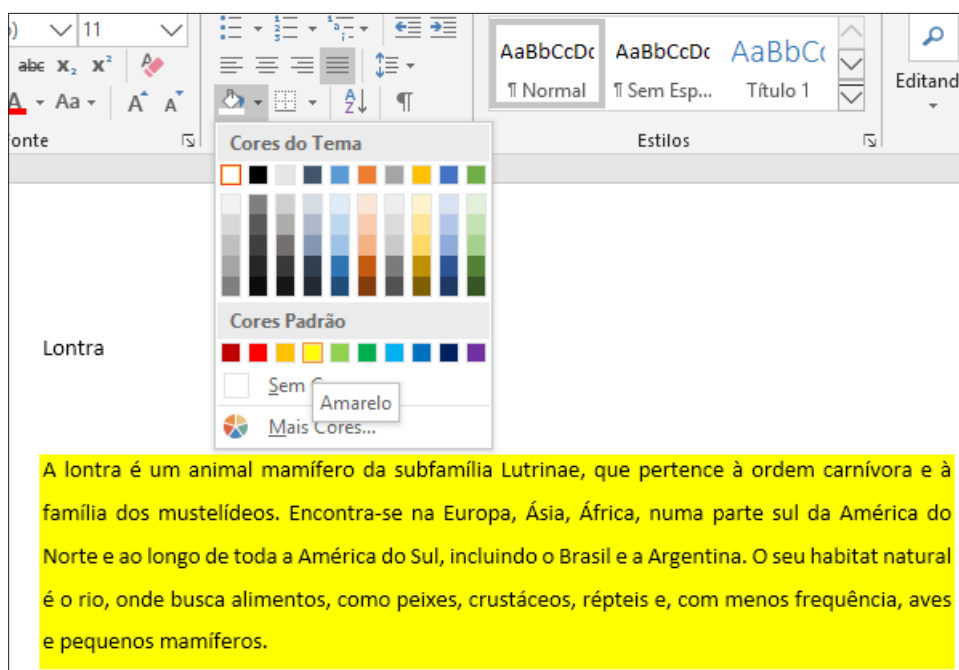 11
abc X₂ X²
A Aa A A
AaBbCcDc AaBbCcDc AaBbC
¶ Normal ¶ Sem Esp... Título 1
Editand
onte
Estilos
Cores do Tema
Cores Padrão
Sem
Amarelo
Mais Cores...
Lontra
A lontra é um animal mamífero da subfamília Lutrinae, que pertence à ordem carnívora e à
família dos mustelídeos. Encontra-se na Europa, Ásia, África, numa parte sul da América do
Norte e ao longo de toda a América do Sul, incluindo o Brasil e a Argentina. O seu habitat natural
é o rio, onde busca alimentos, como peixes, crustáceos, répteis e, com menos frequência, aves
e pequenos mamíferos.